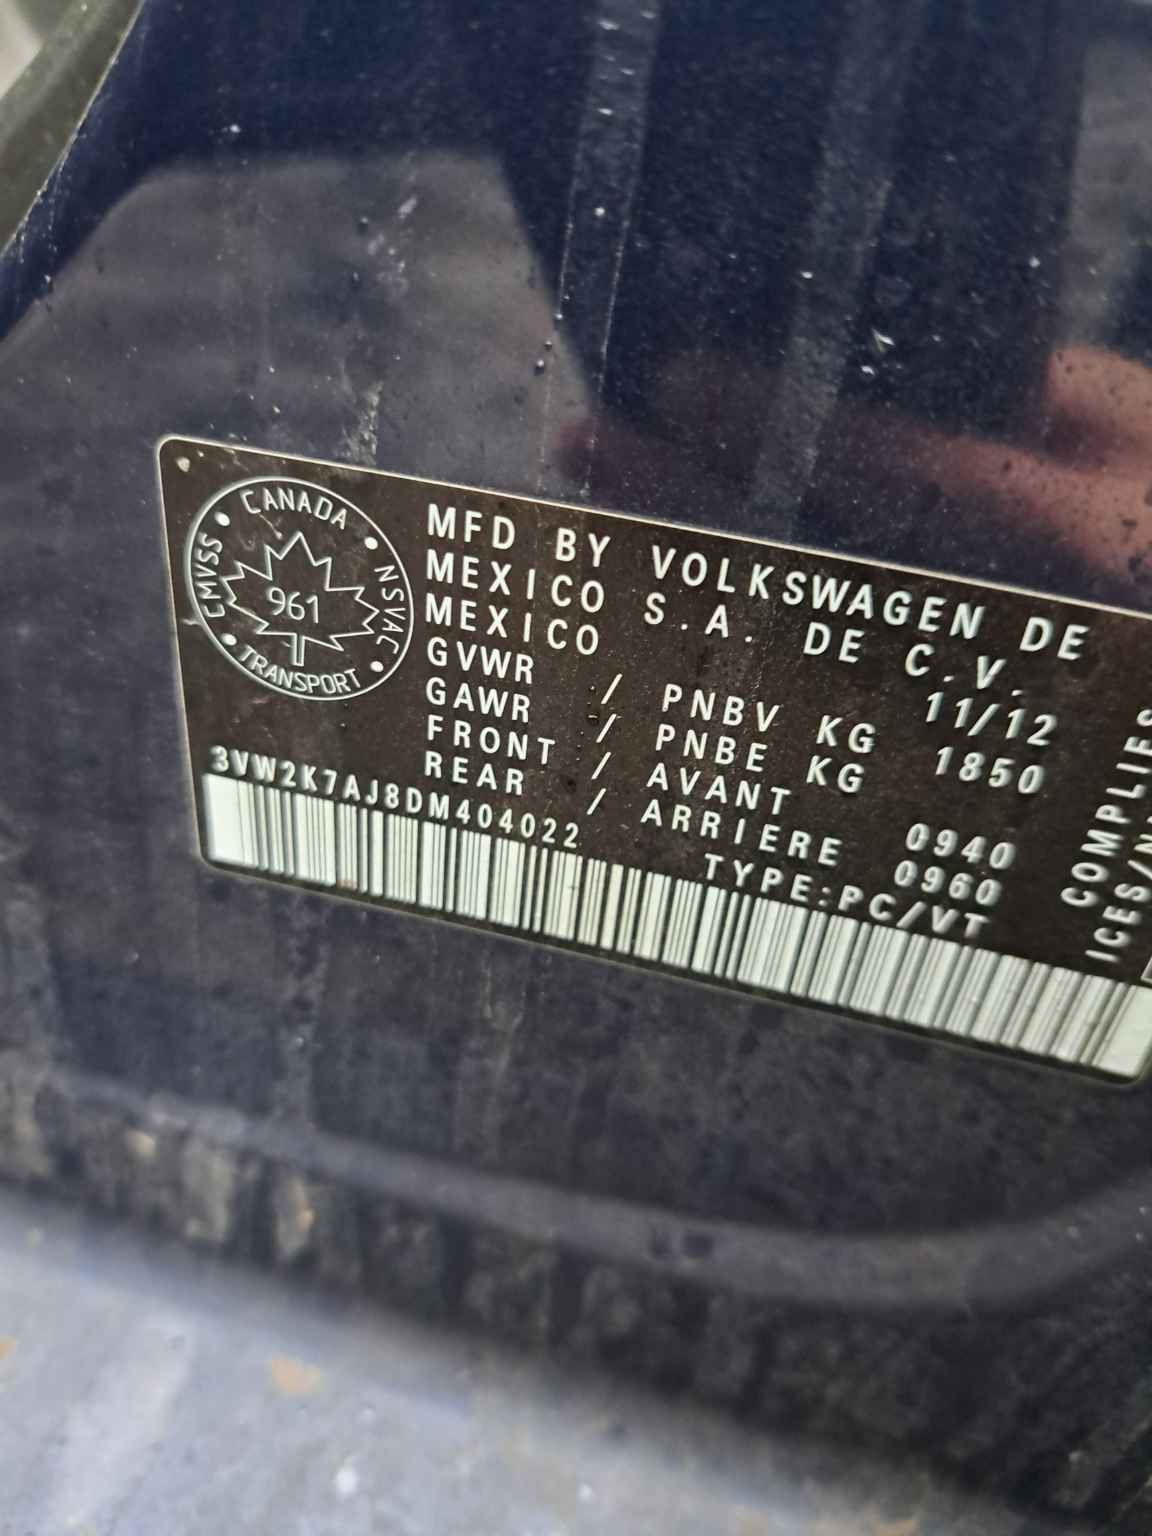 CANADA
CMVSS
NSVAC
961
TRANSPORT
MFD BY VOLKSWAGEN DE
MEXICO S.A. DE C.V.
MEXICO 11/12
GVWR / PNBV KG 1850
GAWR / PNBE KG
FRONT / AVANT 0940
REAR / ARRIERE 0960
TYPE:PC/VT
3VW2K7AJ8DM404022
COMPLIES